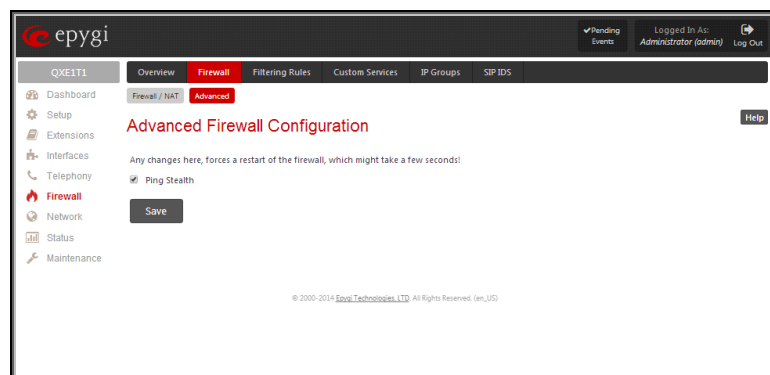 epygi
Pending
Events
Logged In As:
Administrator (admin)
Log Out
QXE1T1
Overview
Firewall
Filtering Rules
Custom Services
IP Groups
SIP IDS
Dashboard
Setup
Extensions
Interfaces
Telephony
Firewall
Network
Status
Maintenance
Firewall / NAT
Advanced
Help
Advanced Firewall Configuration
Any changes here, forces a restart of the firewall, which might take a few seconds!
Ping Stealth
Save
© 2000-2014 Epygi Technologies, LTD. All Rights Reserved. (en_US)